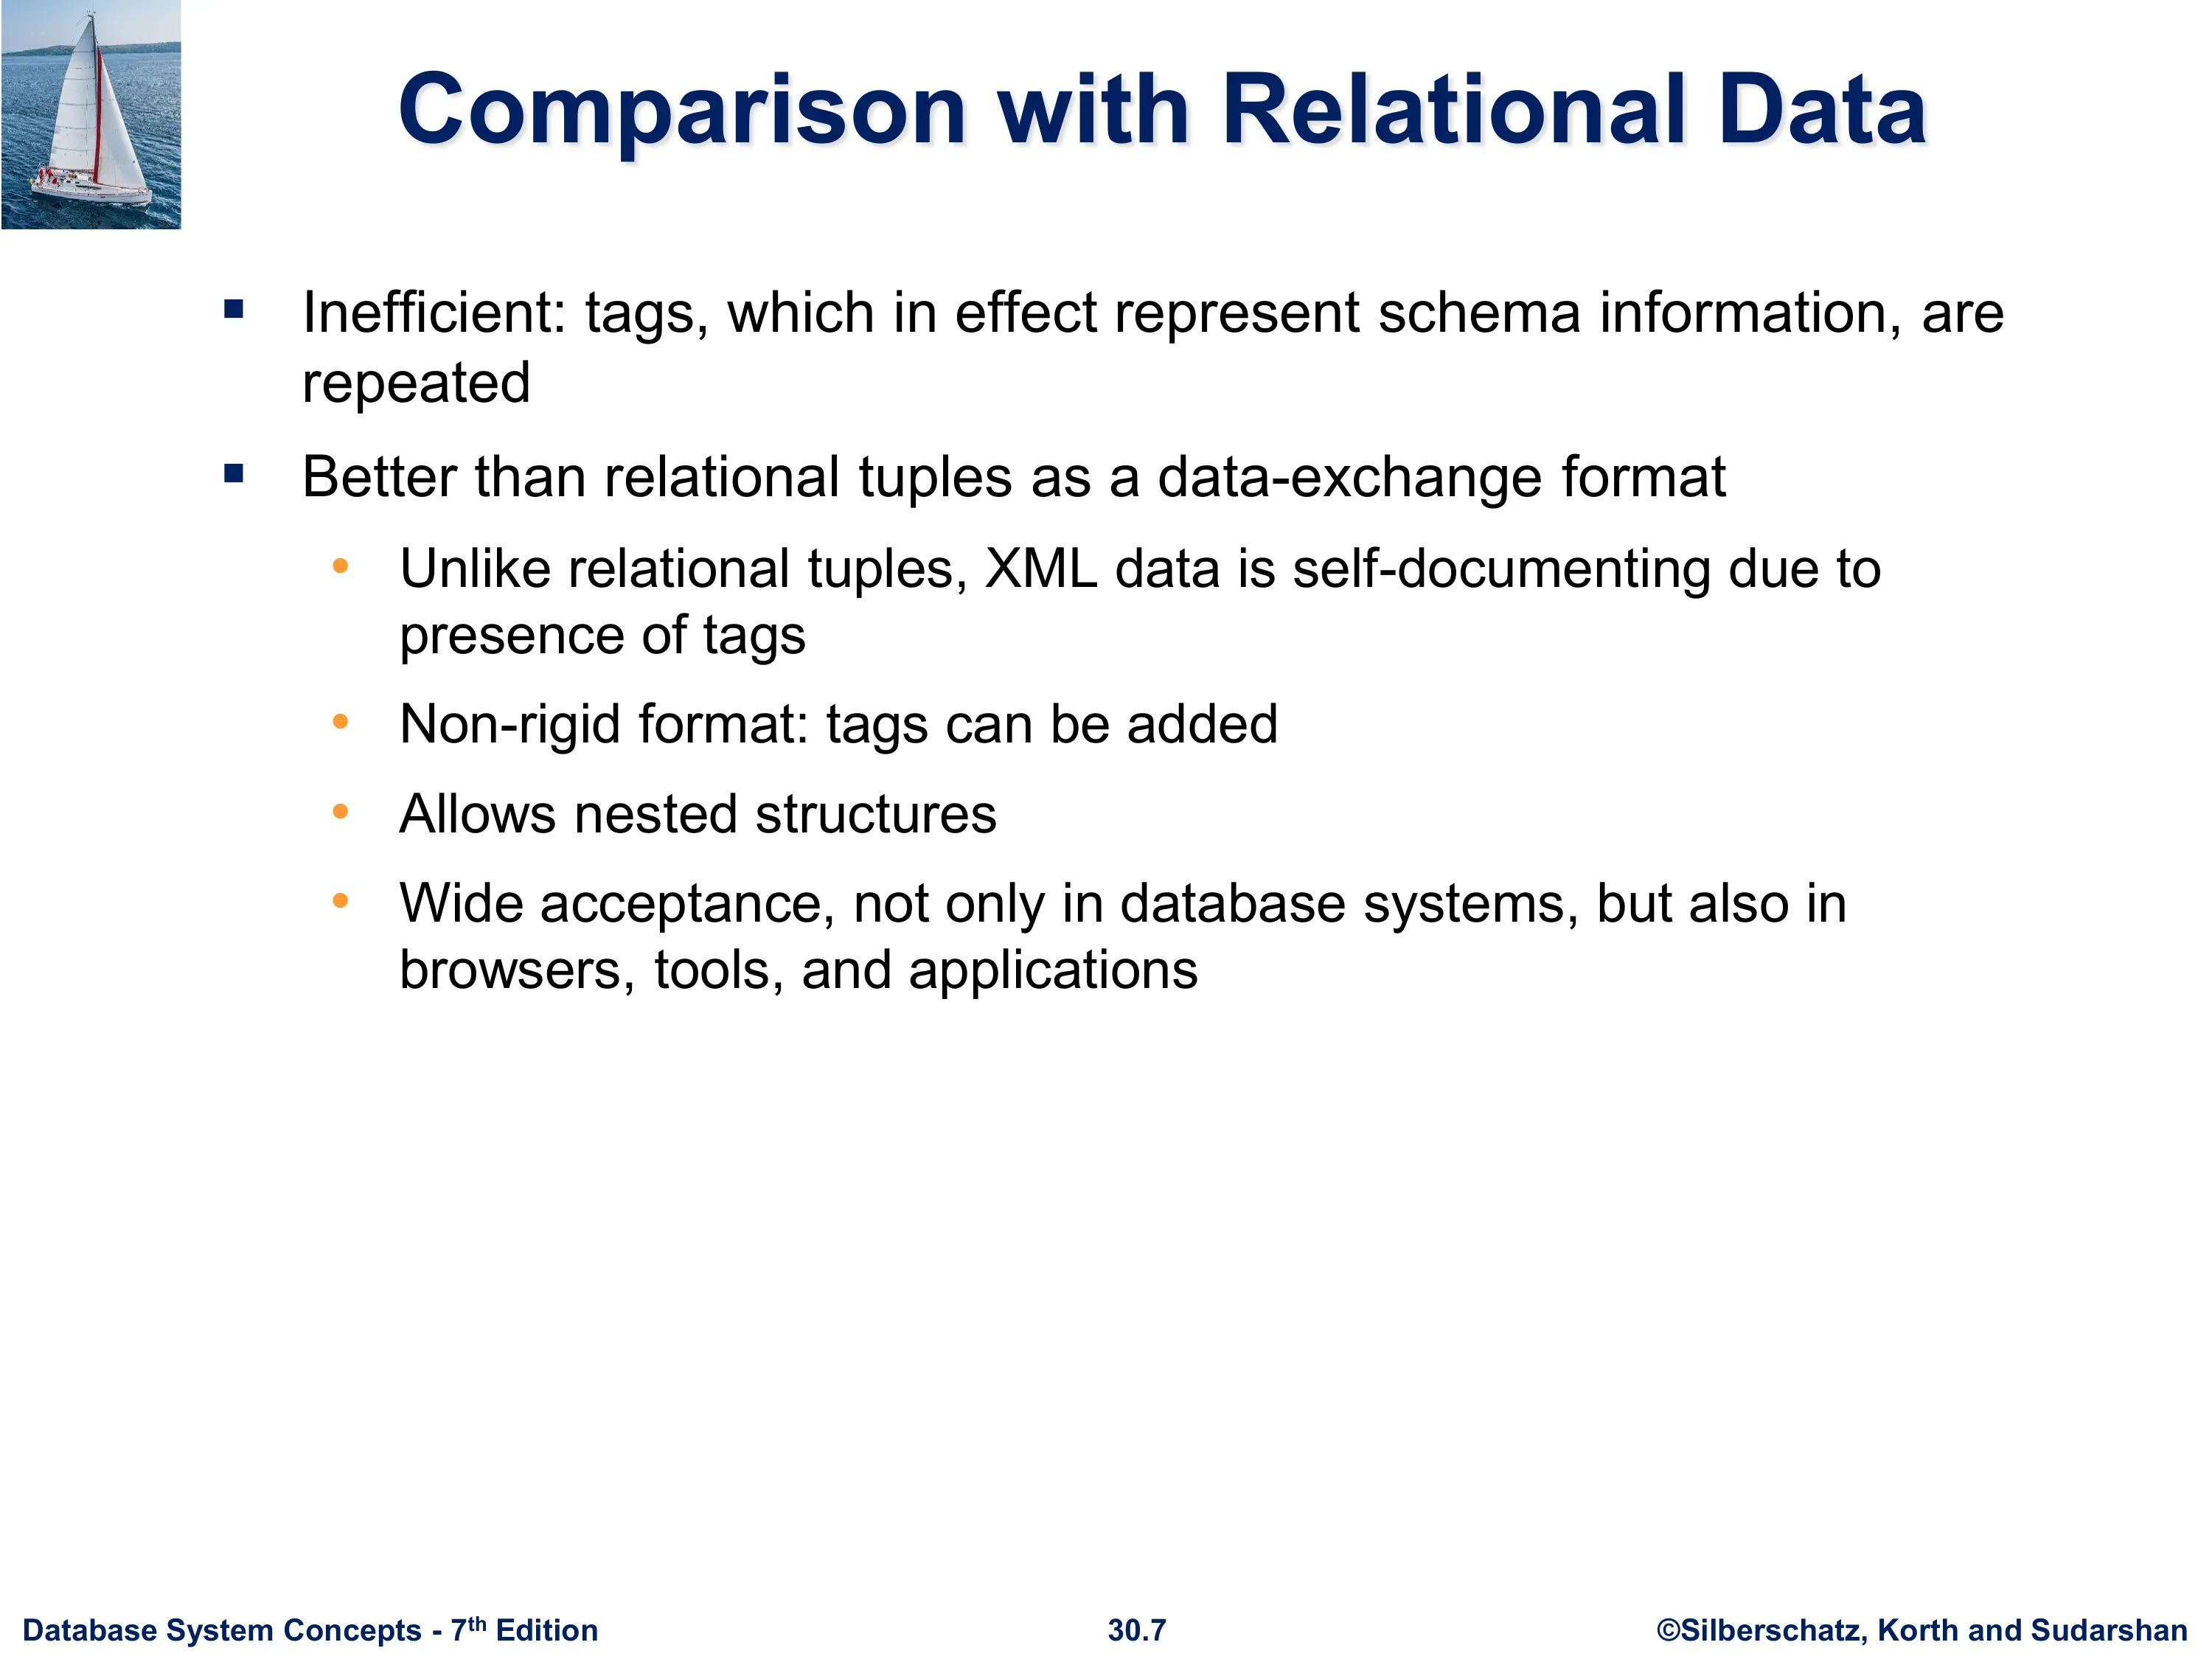 Comparison with Relational Data
▪ Inefficient: tags, which in effect represent schema information, are
repeated
▪ Better than relational tuples as a data-exchange format
• Unlike relational tuples, XML data is self-documenting due to
presence of tags
• Non-rigid format: tags can be added
• Allows nested structures
• Wide acceptance, not only in database systems, but also in
browsers, tools, and applications
Database System Concepts - 7th Edition
30.7
©Silberschatz, Korth and Sudarshan